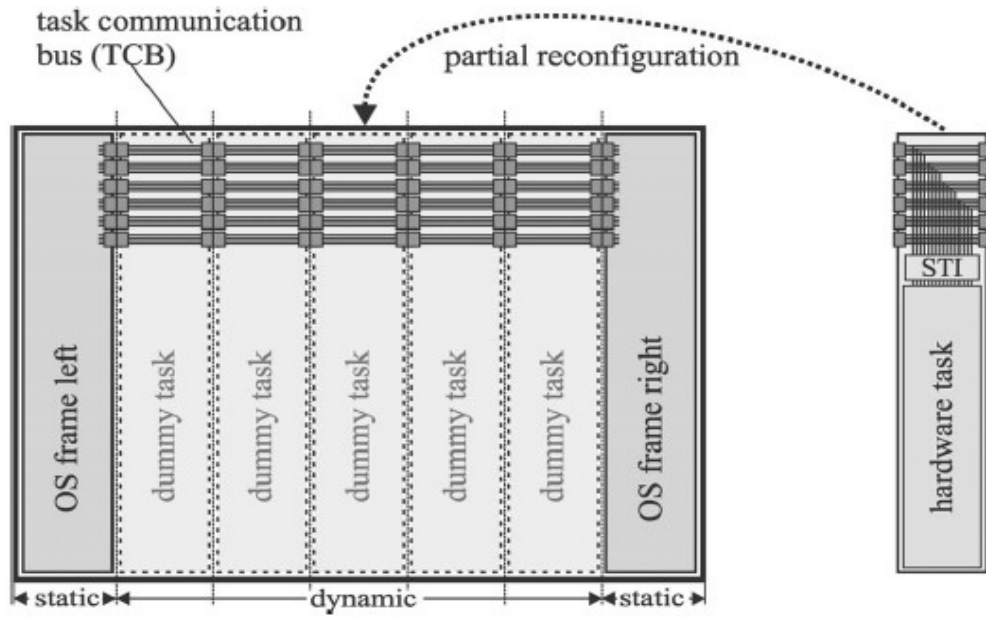 task communication
bus (TCB)
partial reconfiguration
OS frame left
dummy task
dummy task
dummy task
dummy task
dummy task
OS frame right
STI
hardware task
static
dynamic
static